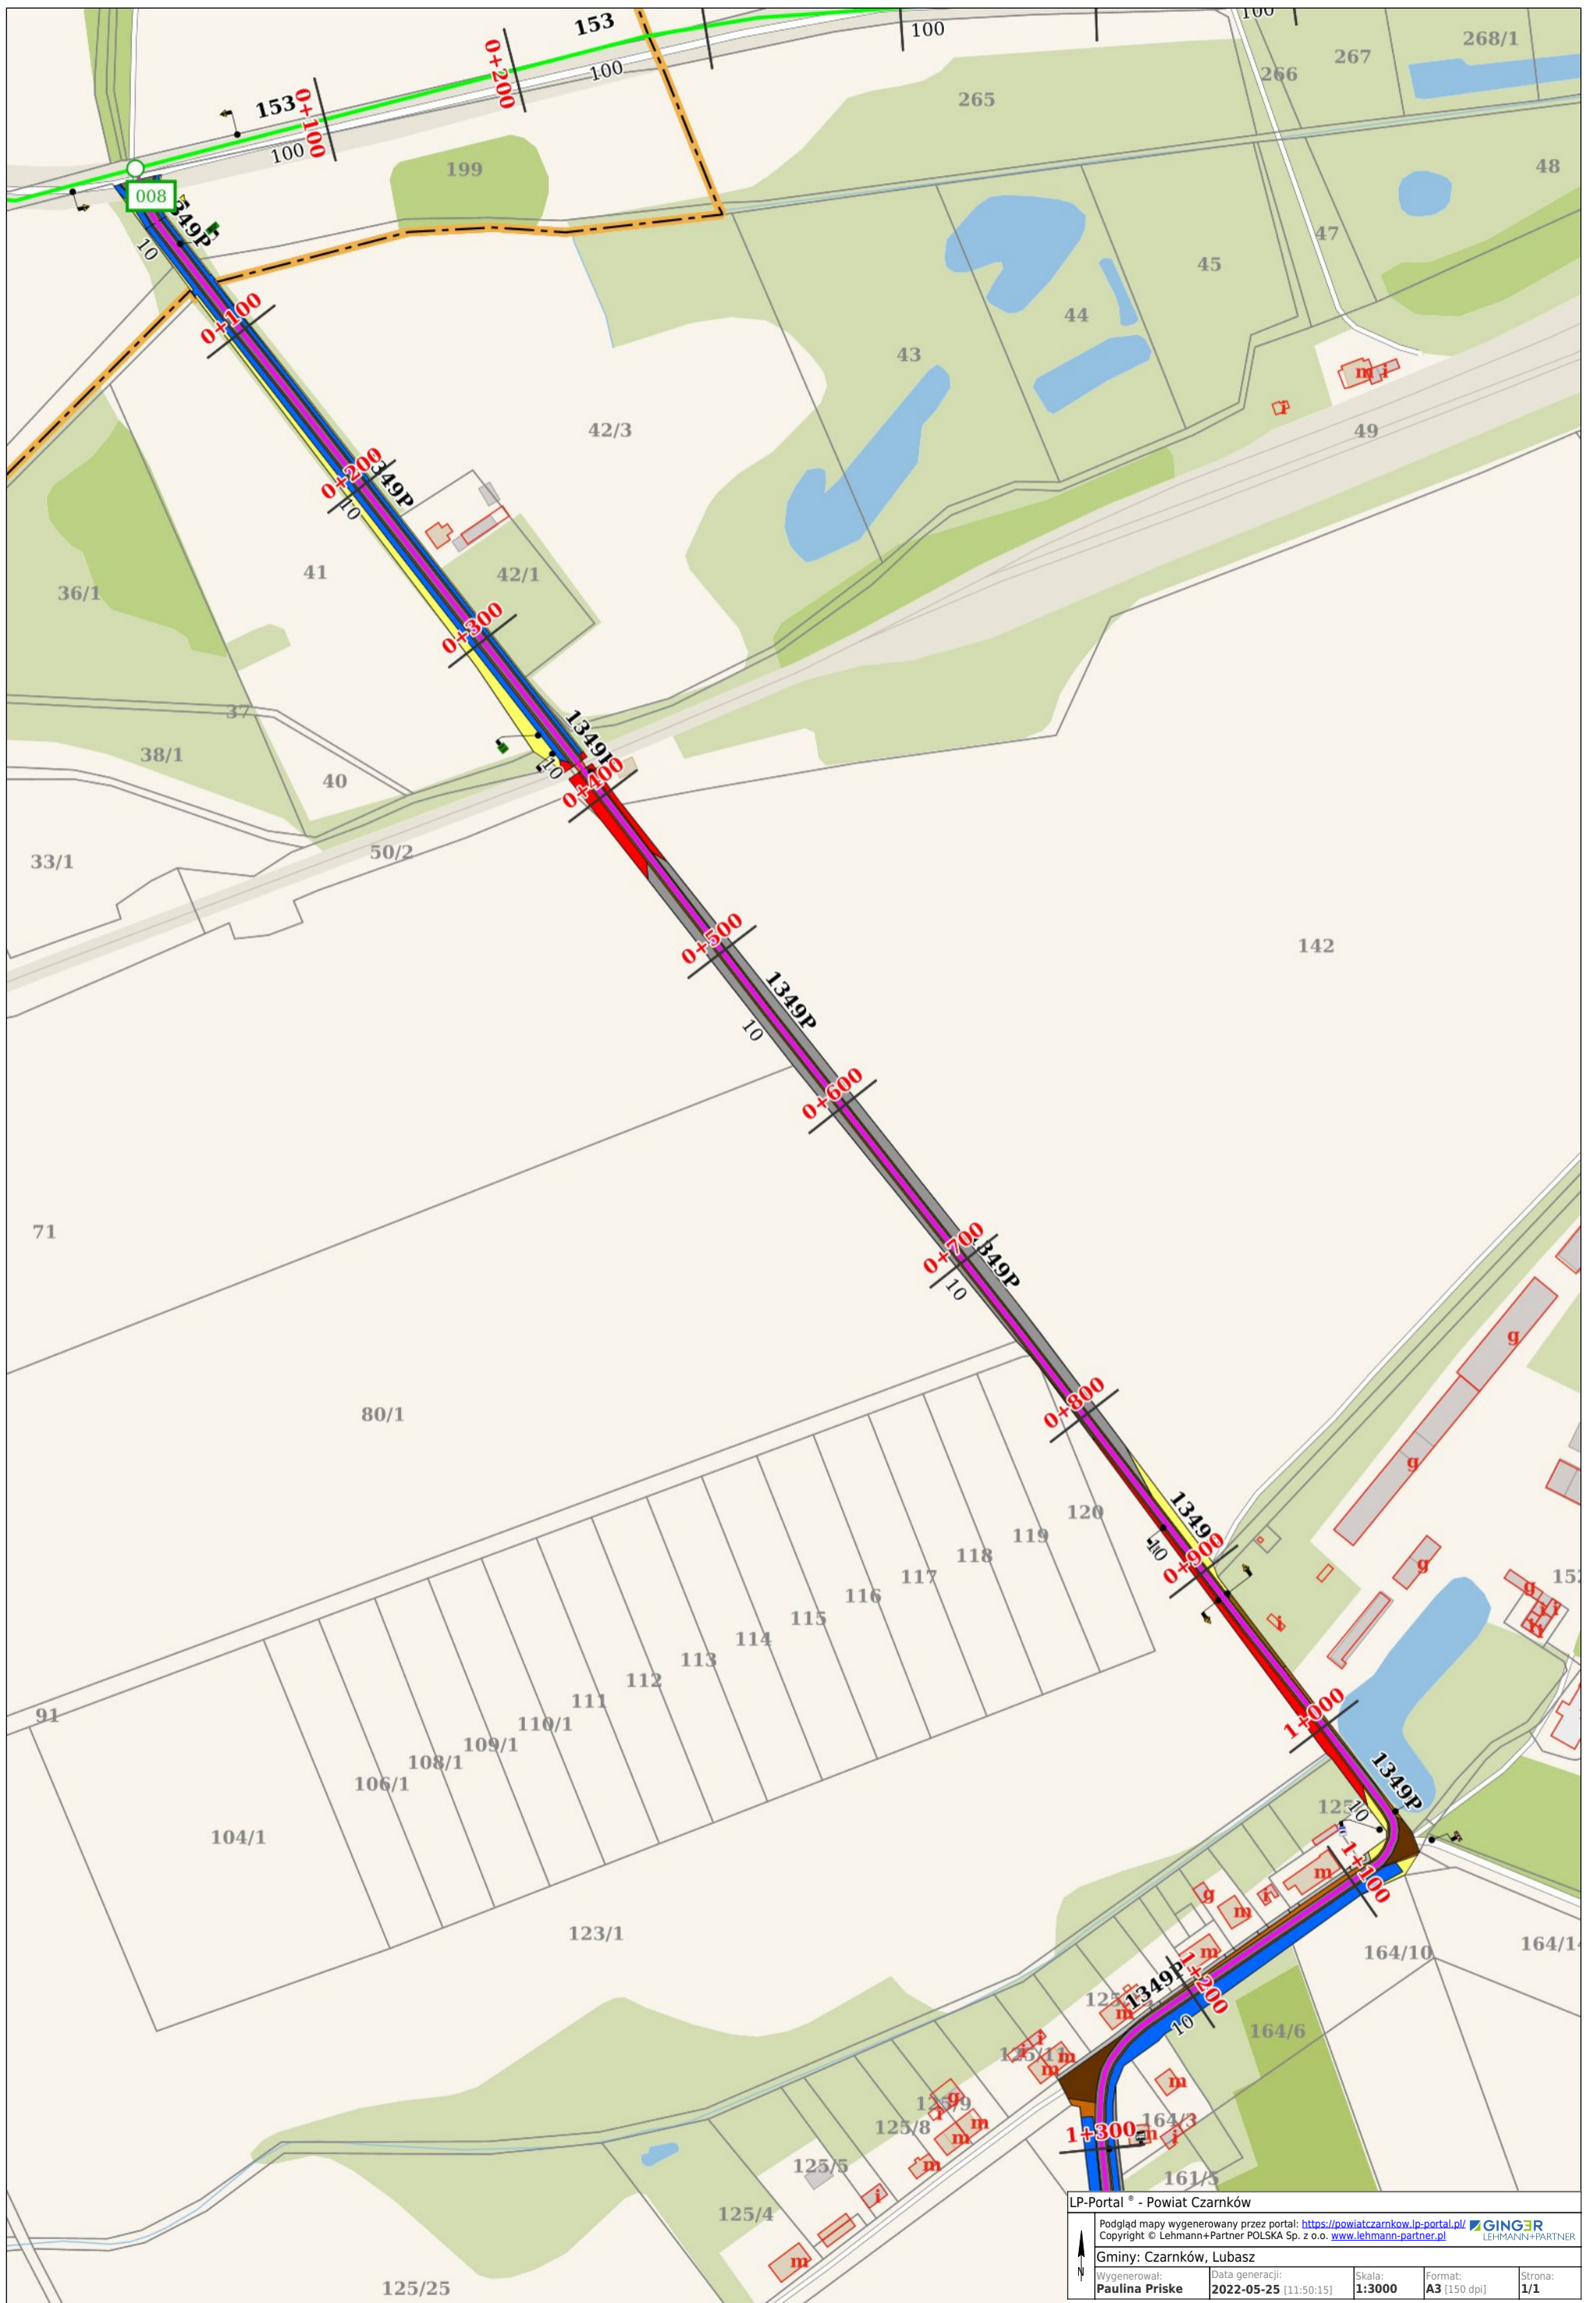 153
100
100
100
267
268/1
266
0+200
153
0+100
100
265
199
48
008
349P
10
47
45
44
0+100
43
42/3
m
i
i
49
0+200
349P
10
41
42/1
36/1
0+300
37
38/1
40
1349P
10
0+400
33/1
50/2
0+500
142
1349P
10
0+600
71
0+700
349P
10
g
80/1
0+800
g
120
119
118
117
116
115
114
113
112
111
110/1
109/1
108/1
106/1
104/1
91
1349
10
0+900
g
g
i
1+000
1349P
10
m
1+100
g
i
m
123/1
m
164/10
1349P
1+200
m
10
164/6
i
125/11
m
m
m
g
125/9
i
m
125/8
m
164/3
1+300
m
i
125/5
m
161/5
i
125/4
m
125/25
LP-Portal ® - Powiat Czarnków
Podgląd mapy wygenerowany przez portal: https://powiatczarnkow.lp-portal.pl/
Copyright © Lehmann+Partner POLSKA Sp. z o.o. www.lehmann-partner.pl
GINGER
LEHMANN+PARTNER
N
Gminy: Czarnków, Lubasz
Wygenerował:
Paulina Priske
Data generacji:
2022-05-25 [11:50:15]
Skala:
1:3000
Format:
A3 [150 dpi]
Strona:
1/1